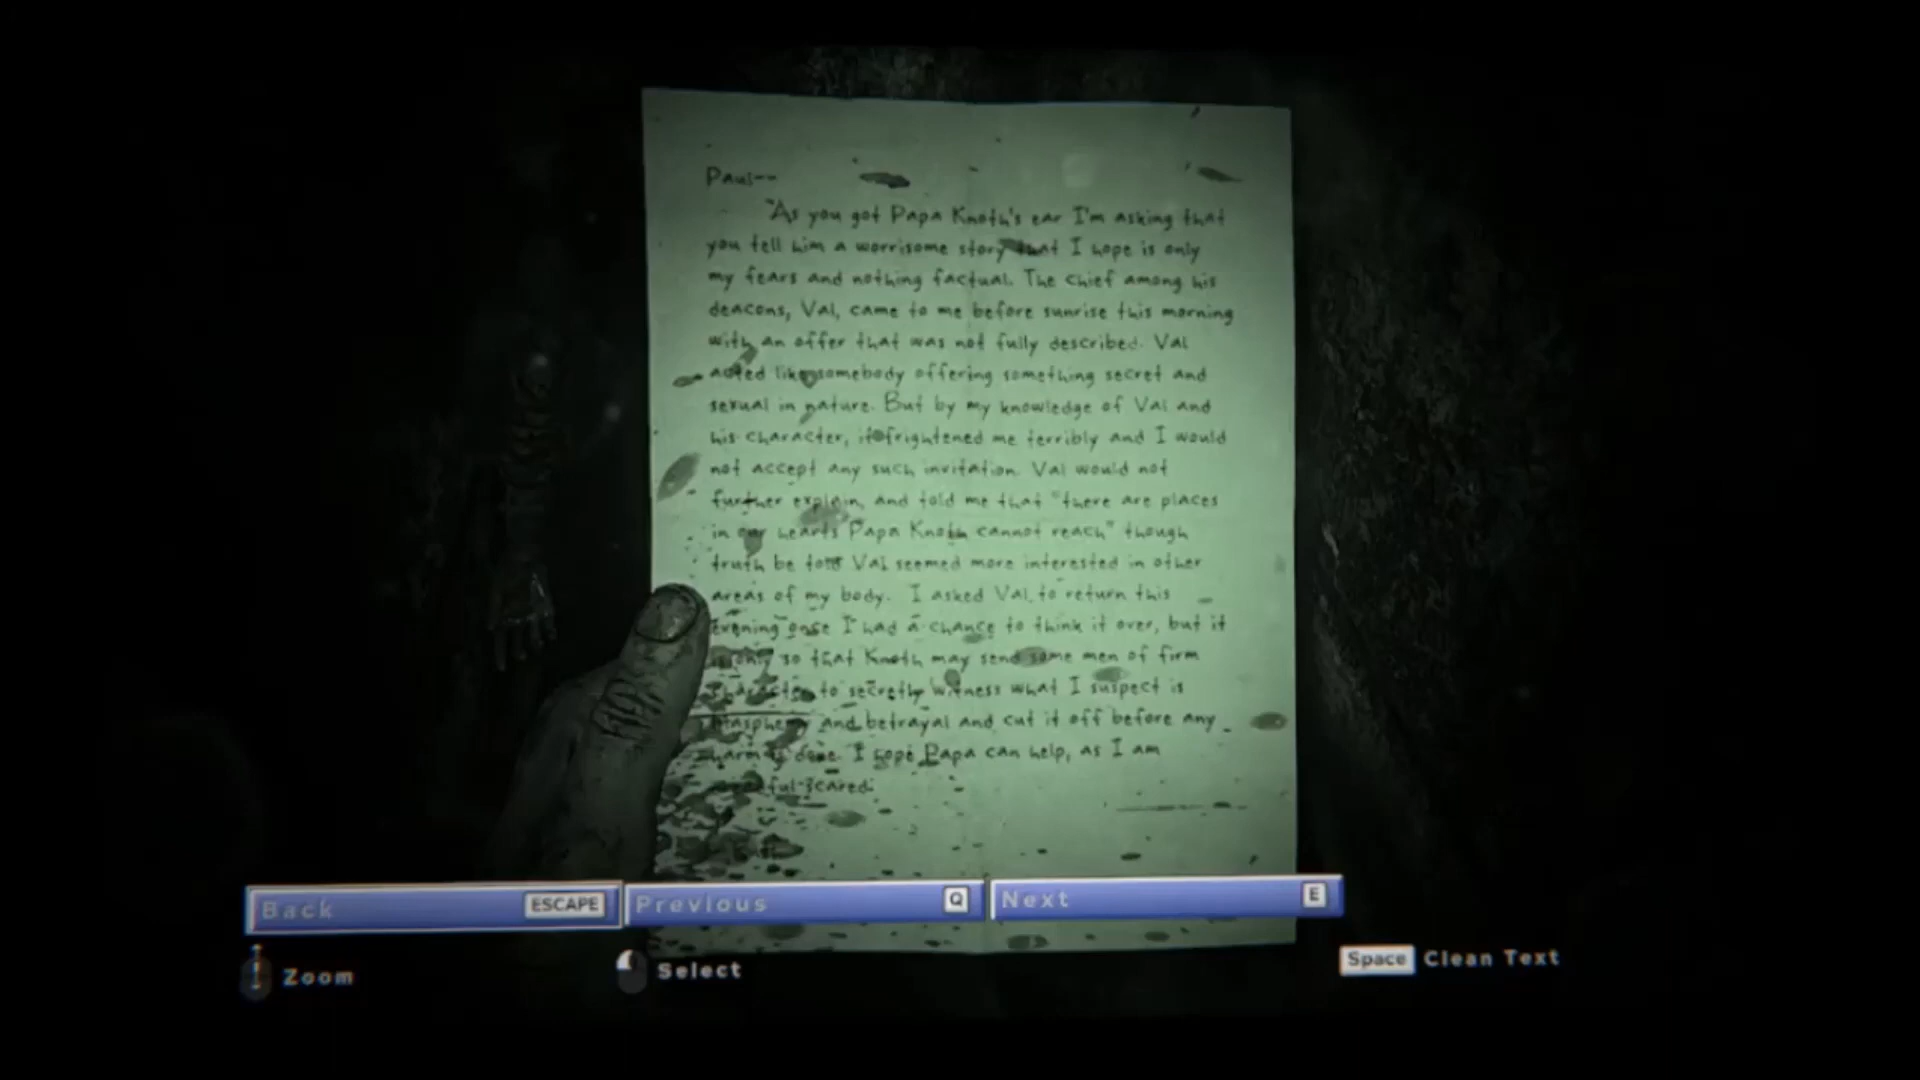 Paul--
"As you got Papa Knoth's ear I'm asking that
you tell him a worrisome story that I hope is only
my fears and nothing factual. The chief among his
deacons, Val, came to me before sunrise this morning
with an offer that was not fully described. Val
acted like somebody offering something secret and
sexual in nature. But by my knowledge of Val and
his character, it frightened me terribly and I would
not accept any such invitation. Val would not
further explain, and told me that "there are places
in our hearts Papa Knoth cannot reach" though
truth be told Val seemed more interested in other
areas of my body. I asked Val to return this
evening once I had a chance to think it over, but it
is only so that Knoth may send some men of firm
character to secretly witness what I suspect is
blasphemy and betrayal and cut it off before any
harm is done. I hope Papa can help, as I am
scared.
Back ESCAPE Previous Q Next E
Zoom Select Space Clean Text